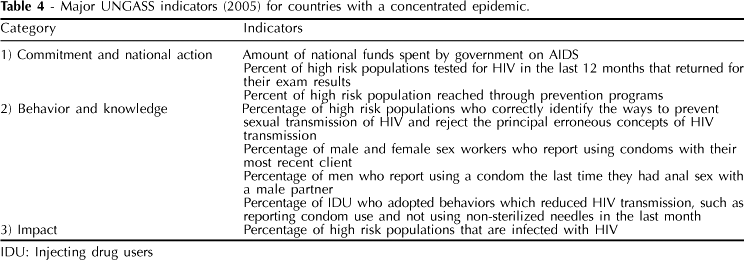 Table 4 - Major UNGASS indicators (2005) for countries with a concentrated epidemic.
Category Indicators
1) Commitment and national action Amount of national funds spent by government on AIDS
Percent of high risk populations tested for HIV in the last 12 months that returned for
their exam results
Percent of high risk population reached through prevention programs
2) Behavior and knowledge Percentage of high risk populations who correctly identify the ways to prevent
sexual transmission of HIV and reject the principal erroneous concepts of HIV
transmission
Percentage of male and female sex workers who report using condoms with their
most recent client
Percentage of men who report using a condom the last time they had anal sex with
a male partner
Percentage of IDU who adopted behaviors which reduced HIV transmission, such as
reporting condom use and not using non-sterilized needles in the last month
3) Impact Percentage of high risk populations that are infected with HIV
IDU: Injecting drug users